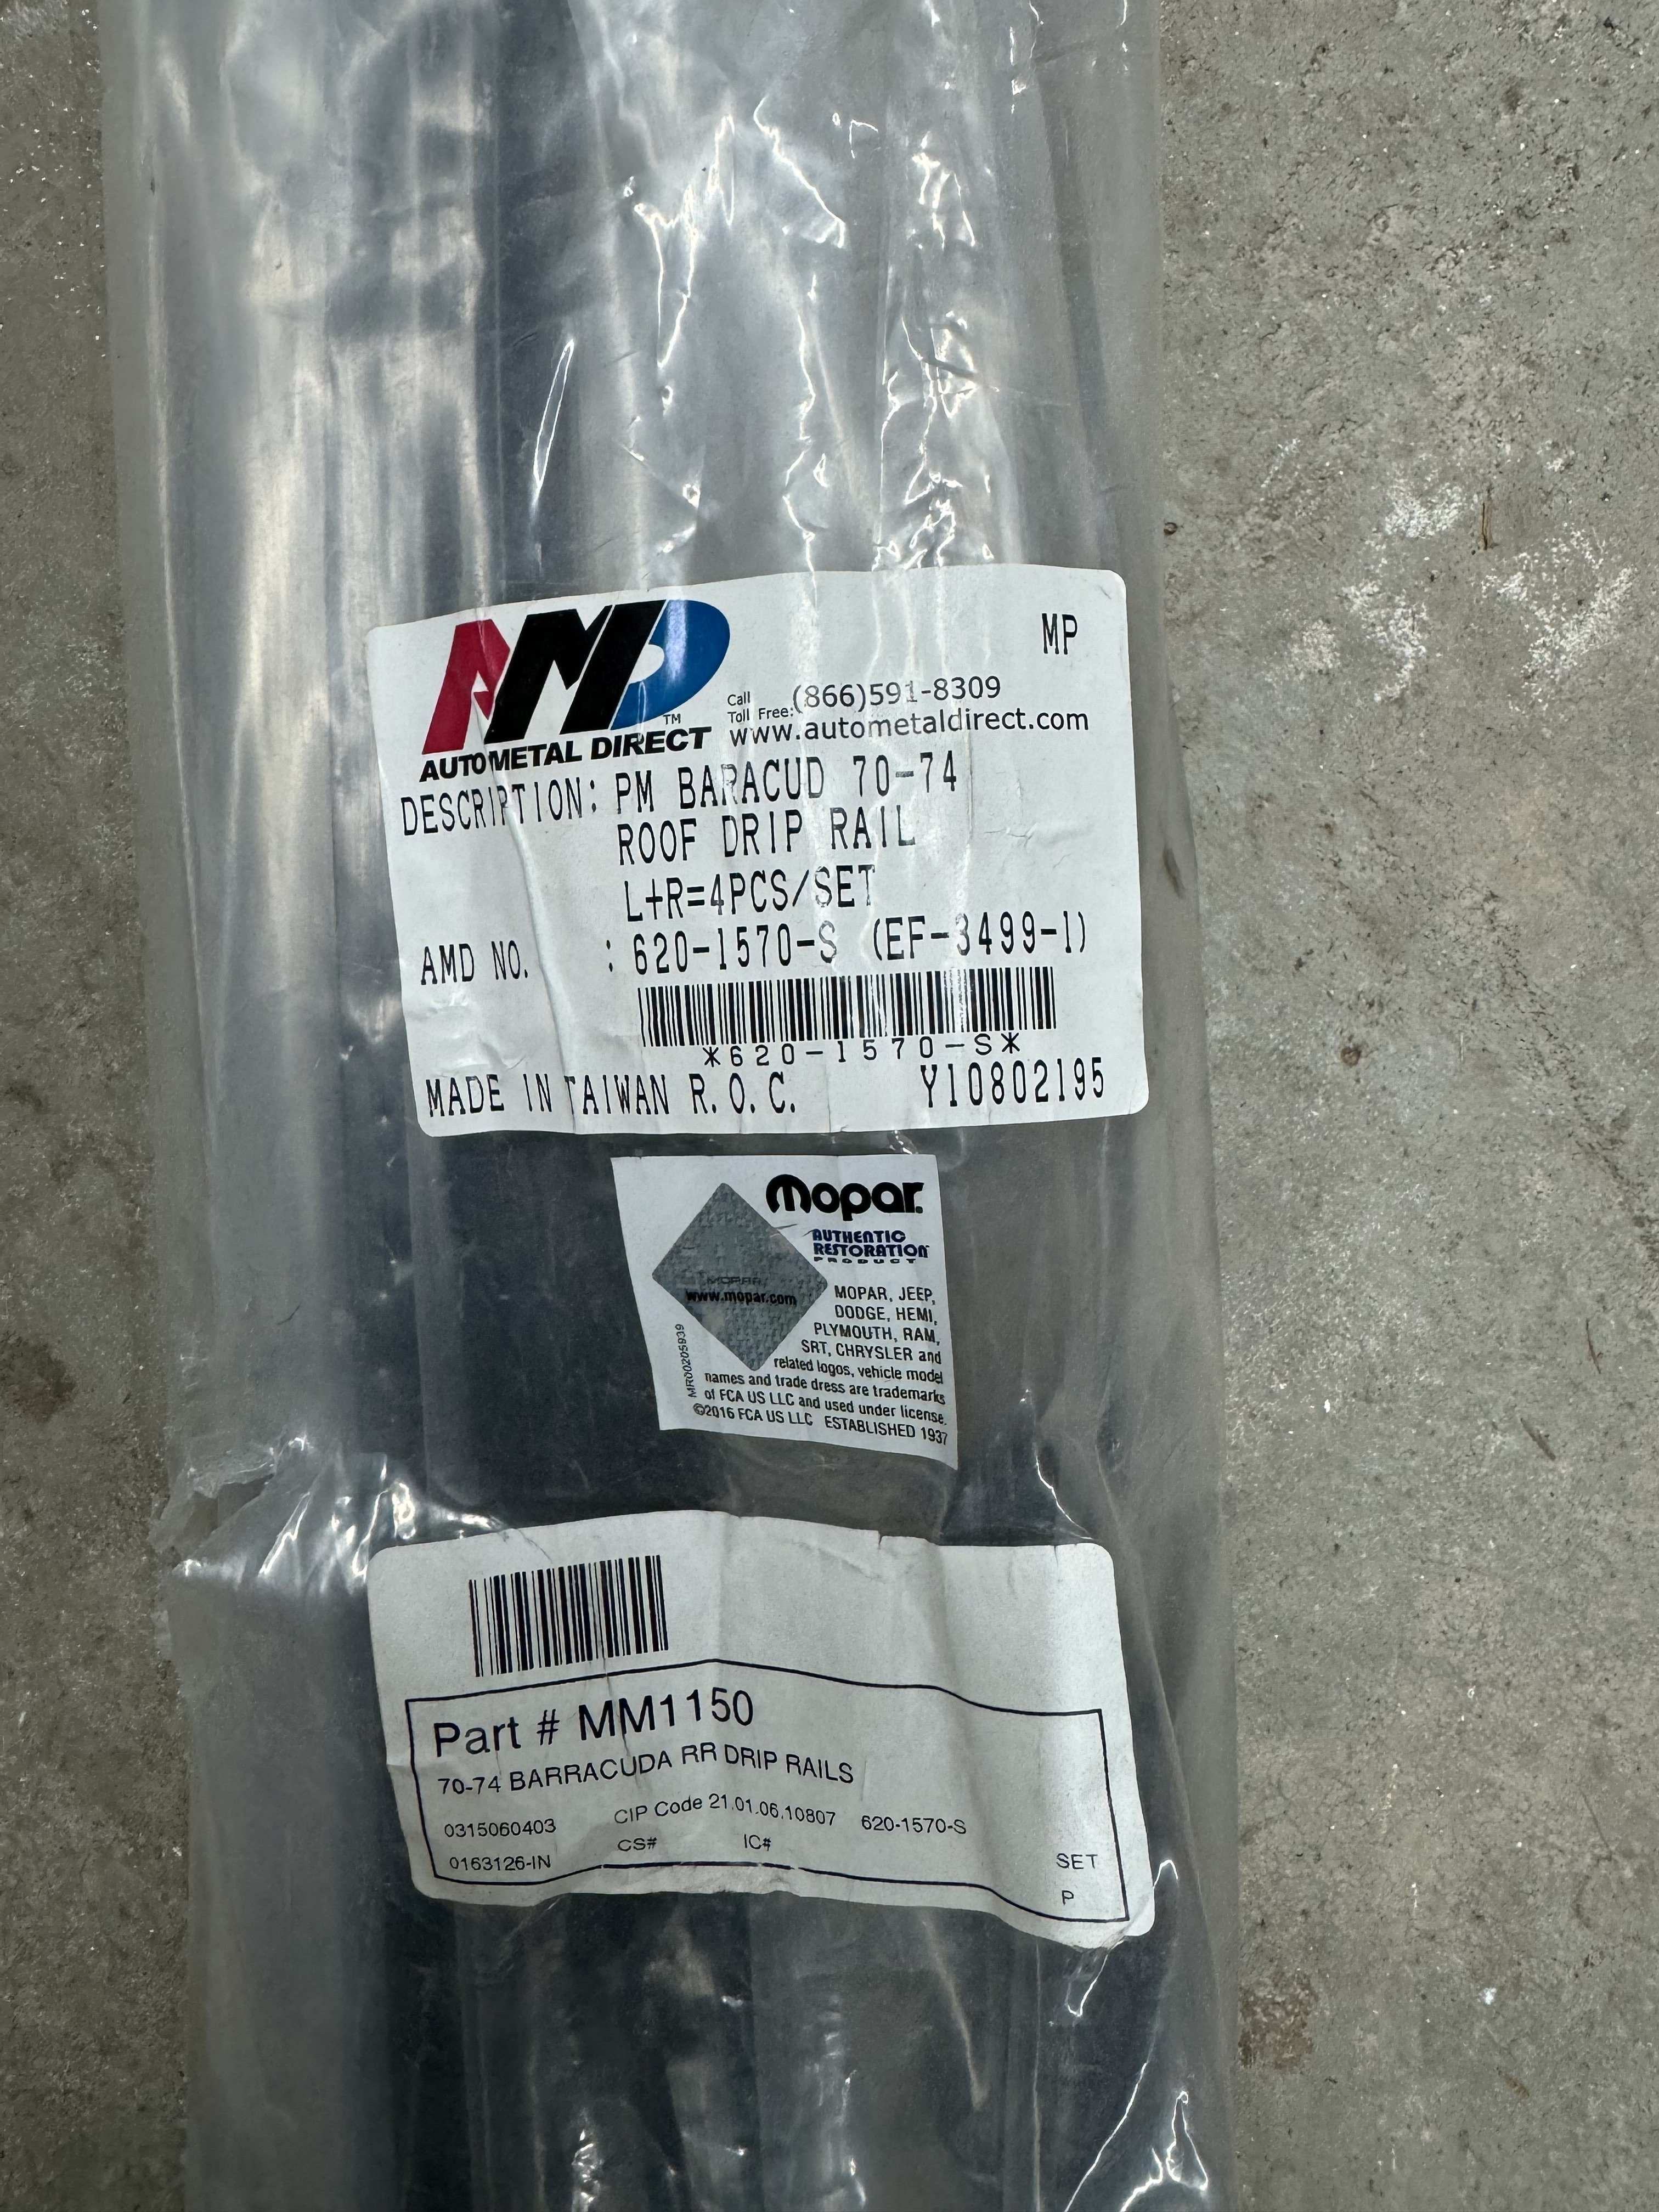 AMD TM
AUTO METAL DIRECT
MP
Call Toll Free: (866)591-8309
www.autometaldirect.com
DESCRIPTION: PM BARACUD 70-74
ROOF DRIP RAIL
L+R=4PCS/SET
AMD NO. : 620-1570-S (EF-3499-1)
*620-1570-S*
MADE IN TAIWAN R.O.C. Y10802195
mopar
AUTHENTIC
RESTORATION
PRODUCT
MOPAR
www.mopar.com
MR00205939
MOPAR, JEEP,
DODGE, HEMI,
PLYMOUTH, RAM,
SRT, CHRYSLER and
related logos, vehicle model
names and trade dress are trademarks
of FCA US LLC and used under license.
©2016 FCA US LLC ESTABLISHED 1937
Part # MM1150
70-74 BARRACUDA RR DRIP RAILS
0315060403 CIP Code 21.01.06.10807 620-1570-S
0163126-IN CS# IC# SET
P